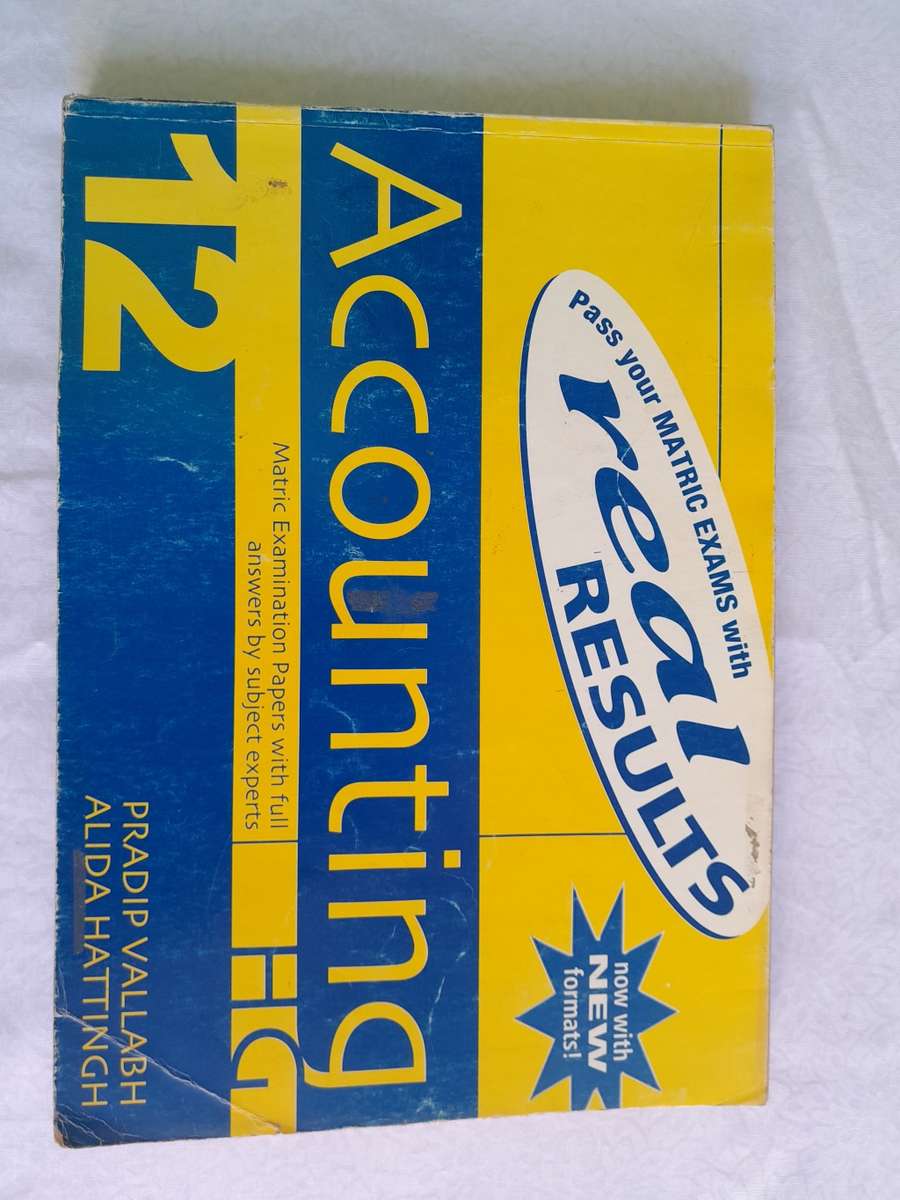 Pass your MATRIC EXAMS with
real
RESULTS
now with
NEW
formats!
Accounting
Matric Examination Papers with full
answers by subject experts
HG
12
PRADIP VALLABH
ALIDA HATTINGH